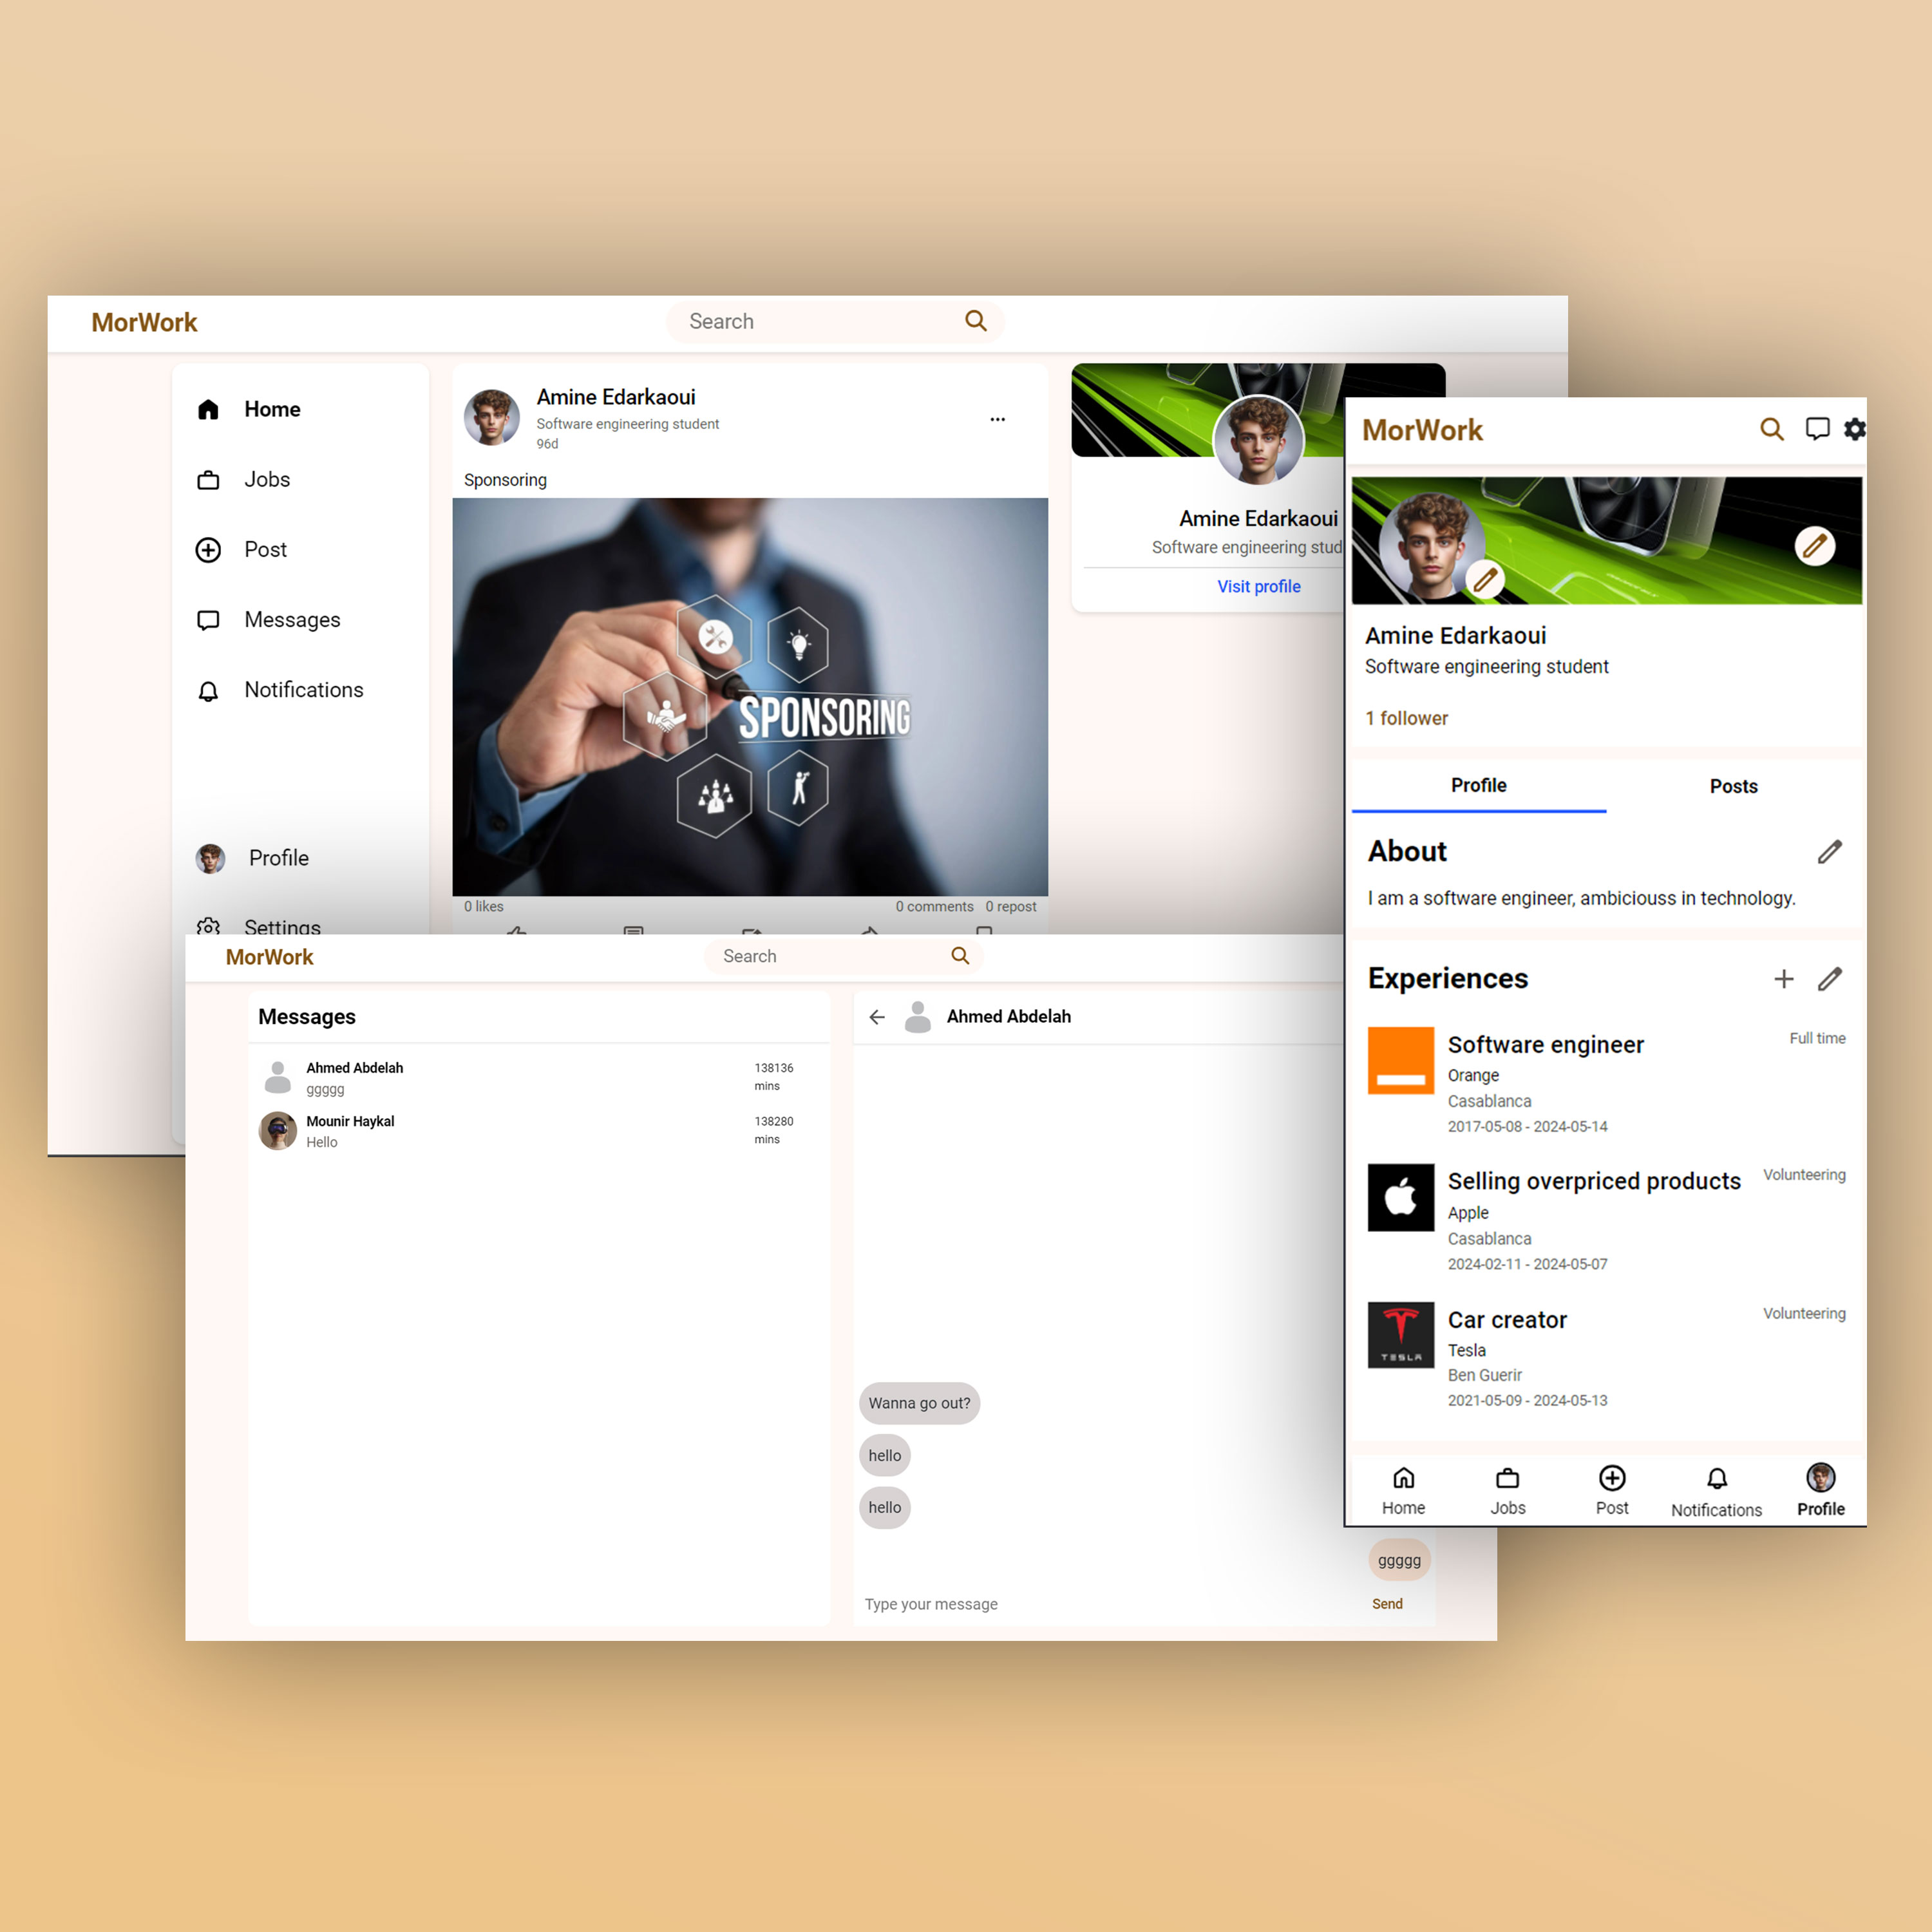 MorWork
Search
Home
Jobs
Post
Messages
Notifications
Profile
Settings
Amine Edarkaoui
Software engineering student
96d
Sponsoring
SPONSORING
0 likes
0 comments 0 repost
Amine Edarkaoui
Software engineering stud
Visit profile
MorWork
Search
Messages
Ahmed Abdelah
ggggg
138136
mins
Mounir Haykal
Hello
138280
mins
Ahmed Abdelah
Wanna go out?
hello
hello
ggggg
Type your message
Send
MorWork
Amine Edarkaoui
Software engineering student
1 follower
Profile
Posts
About
I am a software engineer, ambiciouss in technology.
Experiences
Software engineer
Full time
Orange
Casablanca
2017-05-08 - 2024-05-14
Selling overpriced products
Volunteering
Apple
Casablanca
2024-02-11 - 2024-05-07
TESLA
Car creator
Volunteering
Tesla
Ben Guerir
2021-05-09 - 2024-05-13
Home
Jobs
Post
Notifications
Profile